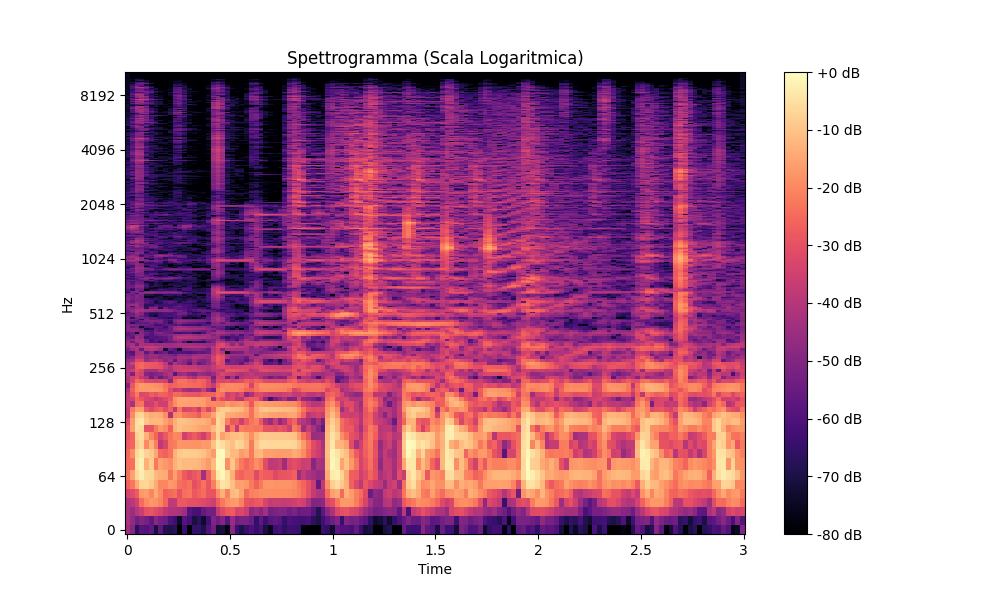 Spettrogramma (Scala Logaritmica)
Hz
8192
4096
2048
1024
512
256
128
64
0
0 0.5 1 1.5 2 2.5 3
Time
+0 dB
-10 dB
-20 dB
-30 dB
-40 dB
-50 dB
-60 dB
-70 dB
-80 dB